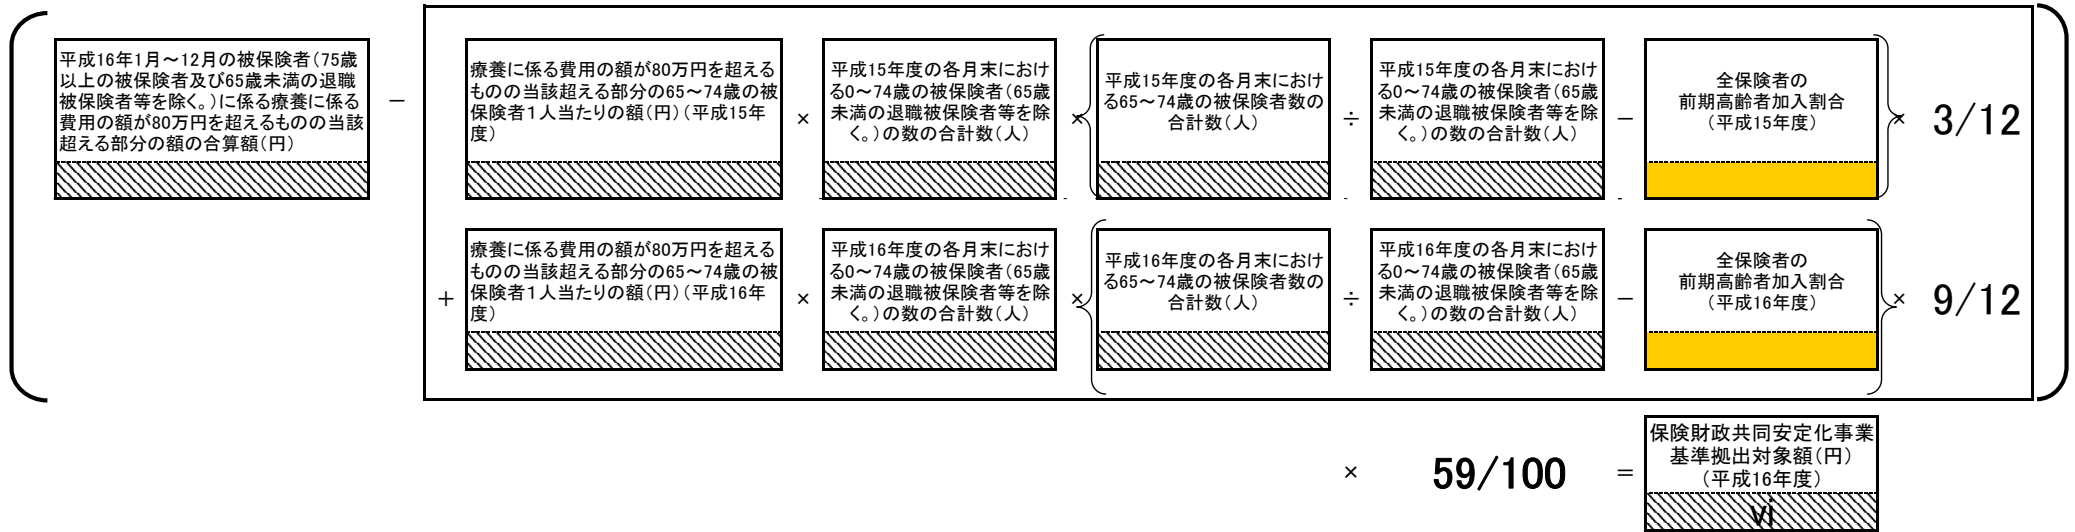 平成16年1月～12月の被保険者（75歳
以上の被保険者及び65歳未満の退職
被保険者等を除く。）に係る療養に係る
費用の額が80万円を超えるものの当該
超える部分の額の合算額（円）
－
療養に係る費用の額が80万円を超える
ものの当該超える部分の65～74歳の被
保険者１人当たりの額（円）（平成15年
度）
×
平成15年度の各月末におけ
る0～74歳の被保険者（65歳
未満の退職被保険者等を除
く。）の数の合計数（人）
×
平成15年度の各月末におけ
る65～74歳の被保険者数の
合計数（人）
÷
平成15年度の各月末におけ
る0～74歳の被保険者（65歳
未満の退職被保険者等を除
く。）の数の合計数（人）
－
全保険者の
前期高齢者加入割合
（平成15年度）
×
3/12
＋
療養に係る費用の額が80万円を超える
ものの当該超える部分の65～74歳の被
保険者１人当たりの額（円）（平成16年
度）
×
平成16年度の各月末におけ
る0～74歳の被保険者（65歳
未満の退職被保険者等を除
く。）の数の合計数（人）
×
平成16年度の各月末におけ
る65～74歳の被保険者数の
合計数（人）
÷
平成16年度の各月末におけ
る0～74歳の被保険者（65歳
未満の退職被保険者等を除
く。）の数の合計数（人）
－
全保険者の
前期高齢者加入割合
（平成16年度）
×
9/12
×
59/100
＝
保険財政共同安定化事業
基準拠出対象額（円）
（平成16年度）
ⅵ